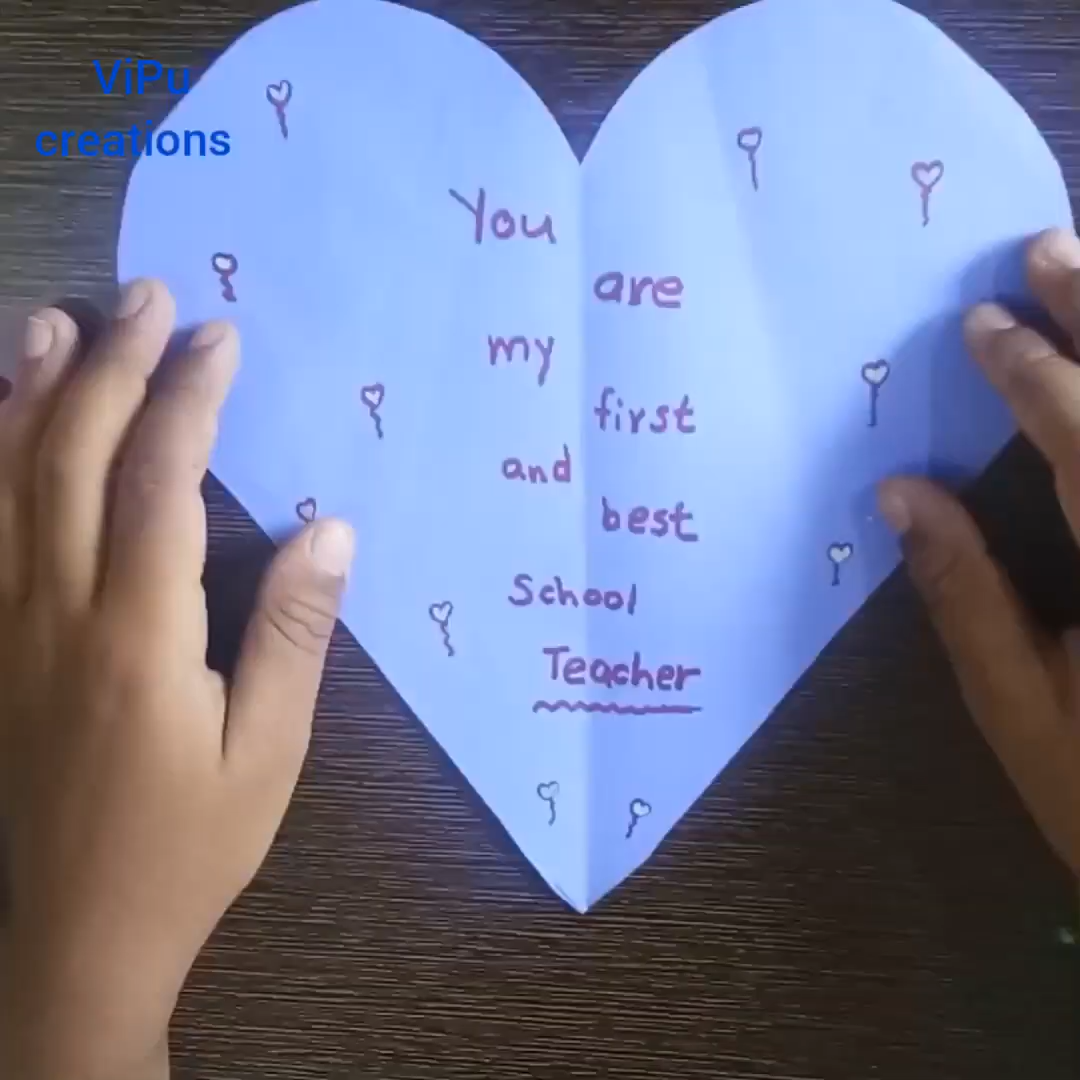 ViPu
creations
You
are
my
first
and
best
School
Teacher